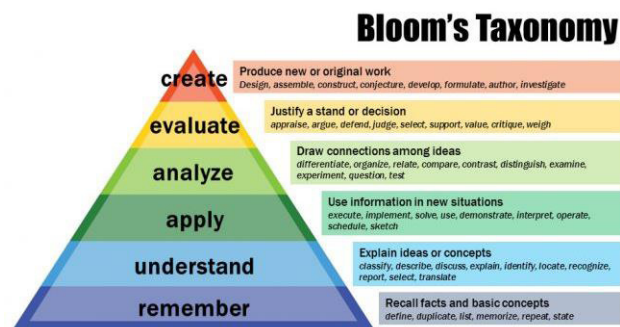 Bloom's Taxonomy
create
Produce new or original work
Design, assemble, construct, conjecture, develop, formulate, author, investigate
evaluate
Justify a stand or decision
appraise, argue, defend, judge, select, support, value, critique, weigh
analyze
Draw connections among ideas
differentiate, organize, relate, compare, contrast, distinguish, examine,
experiment, question, test
apply
Use information in new situations
execute, implement, solve, use, demonstrate, interpret, operate,
schedule, sketch
understand
Explain ideas or concepts
classify, describe, discuss, explain, identify, locate, recognize,
report, select, translate
remember
Recall facts and basic concepts
define, duplicate, list, memorize, repeat, state